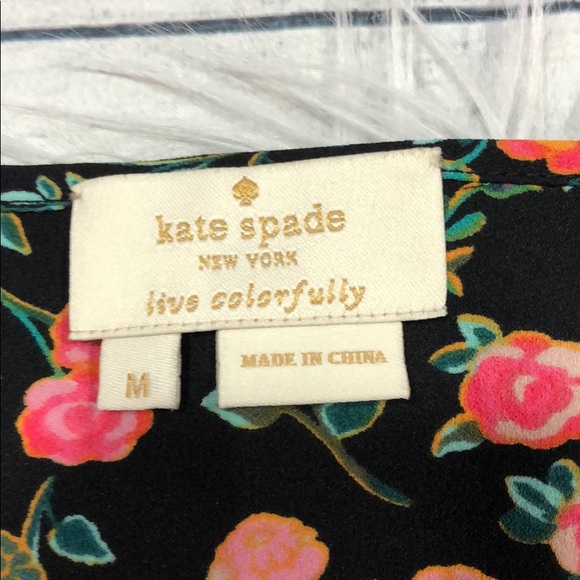 kate spade
NEW YORK
live colorfully
M
MADE IN CHINA